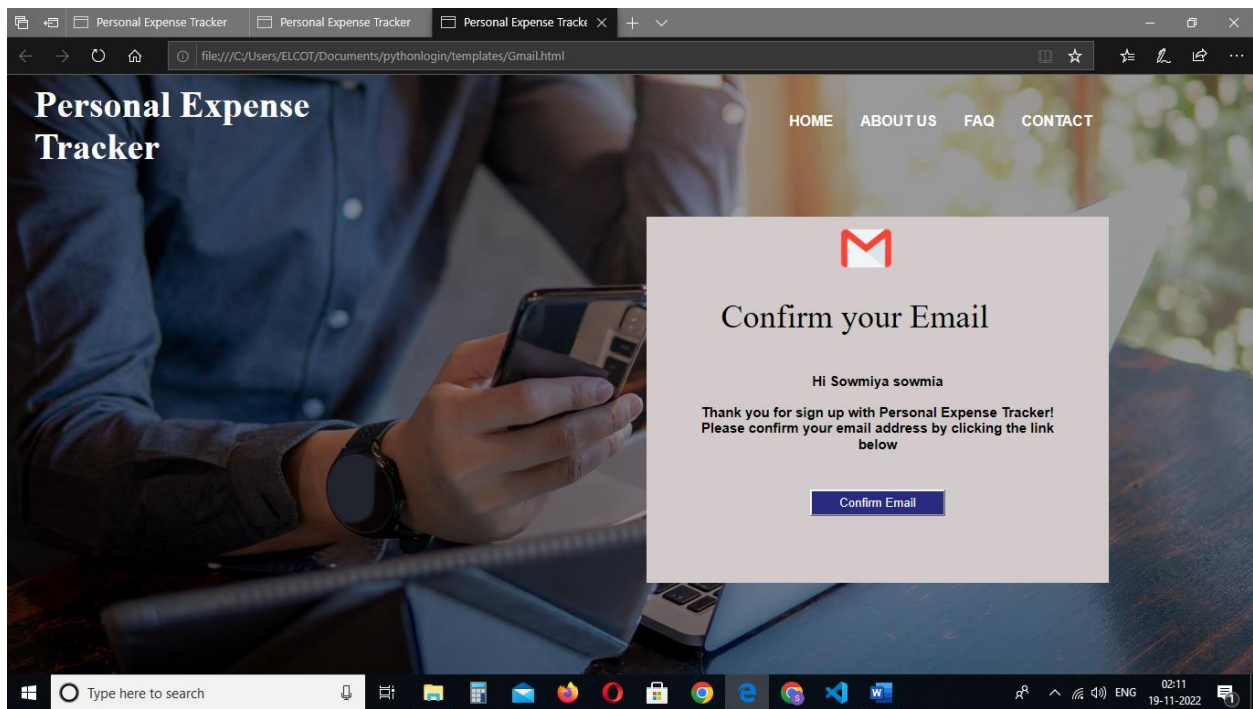 Personal Expense Tracker
Personal Expense Tracker
Personal Expense Tracke
file:///C:/Users/ELCOT/Documents/pythonlogin/templates/Gmail.html
Personal Expense
Tracker
HOME ABOUT US FAQ CONTACT
Confirm your Email
Hi Sowmiya sowmia
Thank you for sign up with Personal Expense Tracker!
Please confirm your email address by clicking the link
below
Confirm Email
Type here to search
ENG
02:11
19-11-2022